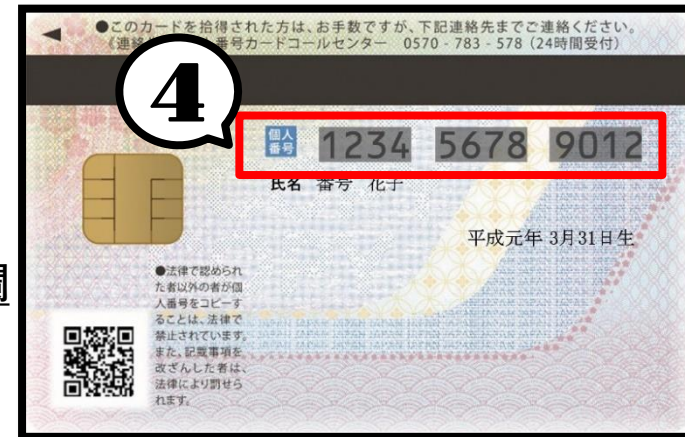 ●このカードを拾得された方は、お手数ですが、下記連絡先までご連絡ください。
《連絡 番号カードコールセンター 0570-783-578（24時間受付）
4
個人番号 1234 5678 9012
氏名 番号 花子
平成元年 3月31日生
●法律で認められ
た者以外の者が個
人番号をコピーす
ることは、法律で
禁止されています。
また、記載事項を
改ざんした者は、
法律により罰せら
れます。